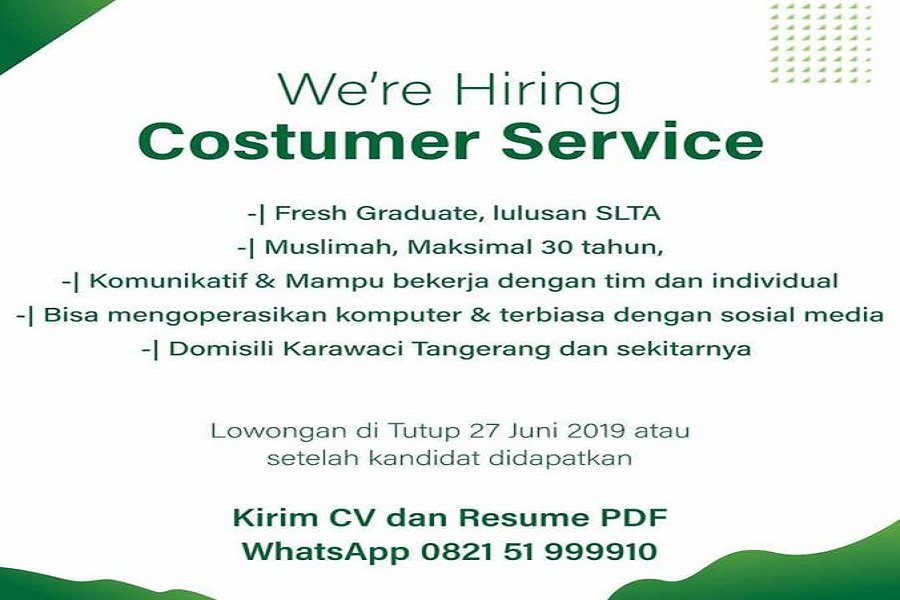 We're Hiring
Costumer Service
-| Fresh Graduate, lulusan SLTA
-| Muslimah, Maksimal 30 tahun,
-| Komunikatif & Mampu bekerja dengan tim dan individual
-| Bisa mengoperasikan komputer & terbiasa dengan sosial media
-| Domisili Karawaci Tangerang dan sekitarnya
Lowongan di Tutup 27 Juni 2019 atau
setelah kandidat didapatkan
Kirim CV dan Resume PDF
WhatsApp 0821 51 999910